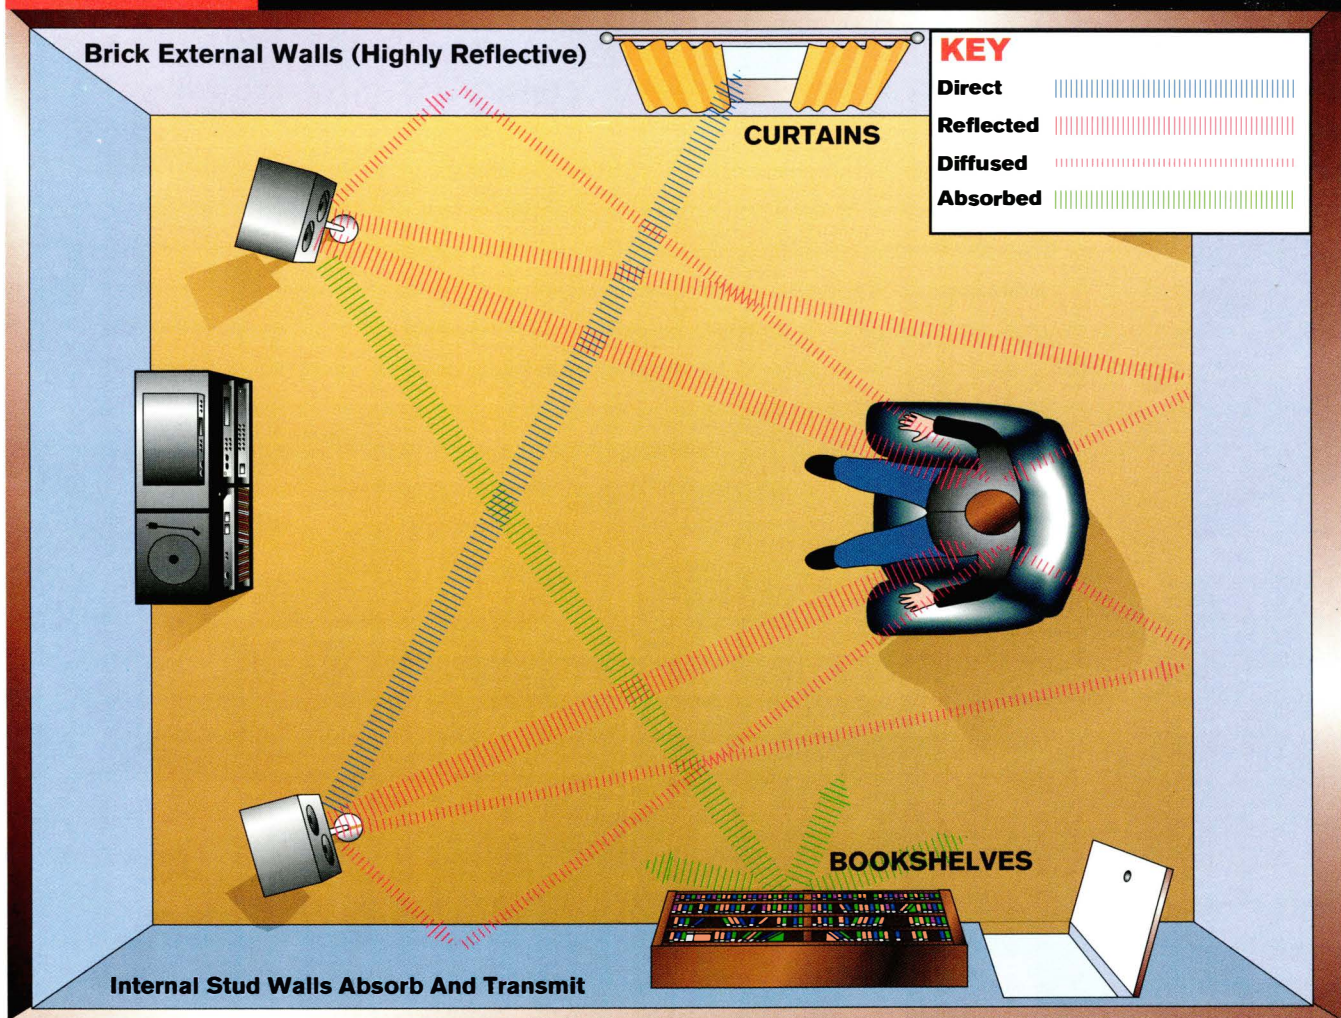 Brick External Walls (Highly Reflective)
KEY
Direct
Reflected
Diffused
Absorbed
CURTAINS
BOOKSHELVES
Internal Stud Walls Absorb And Transmit